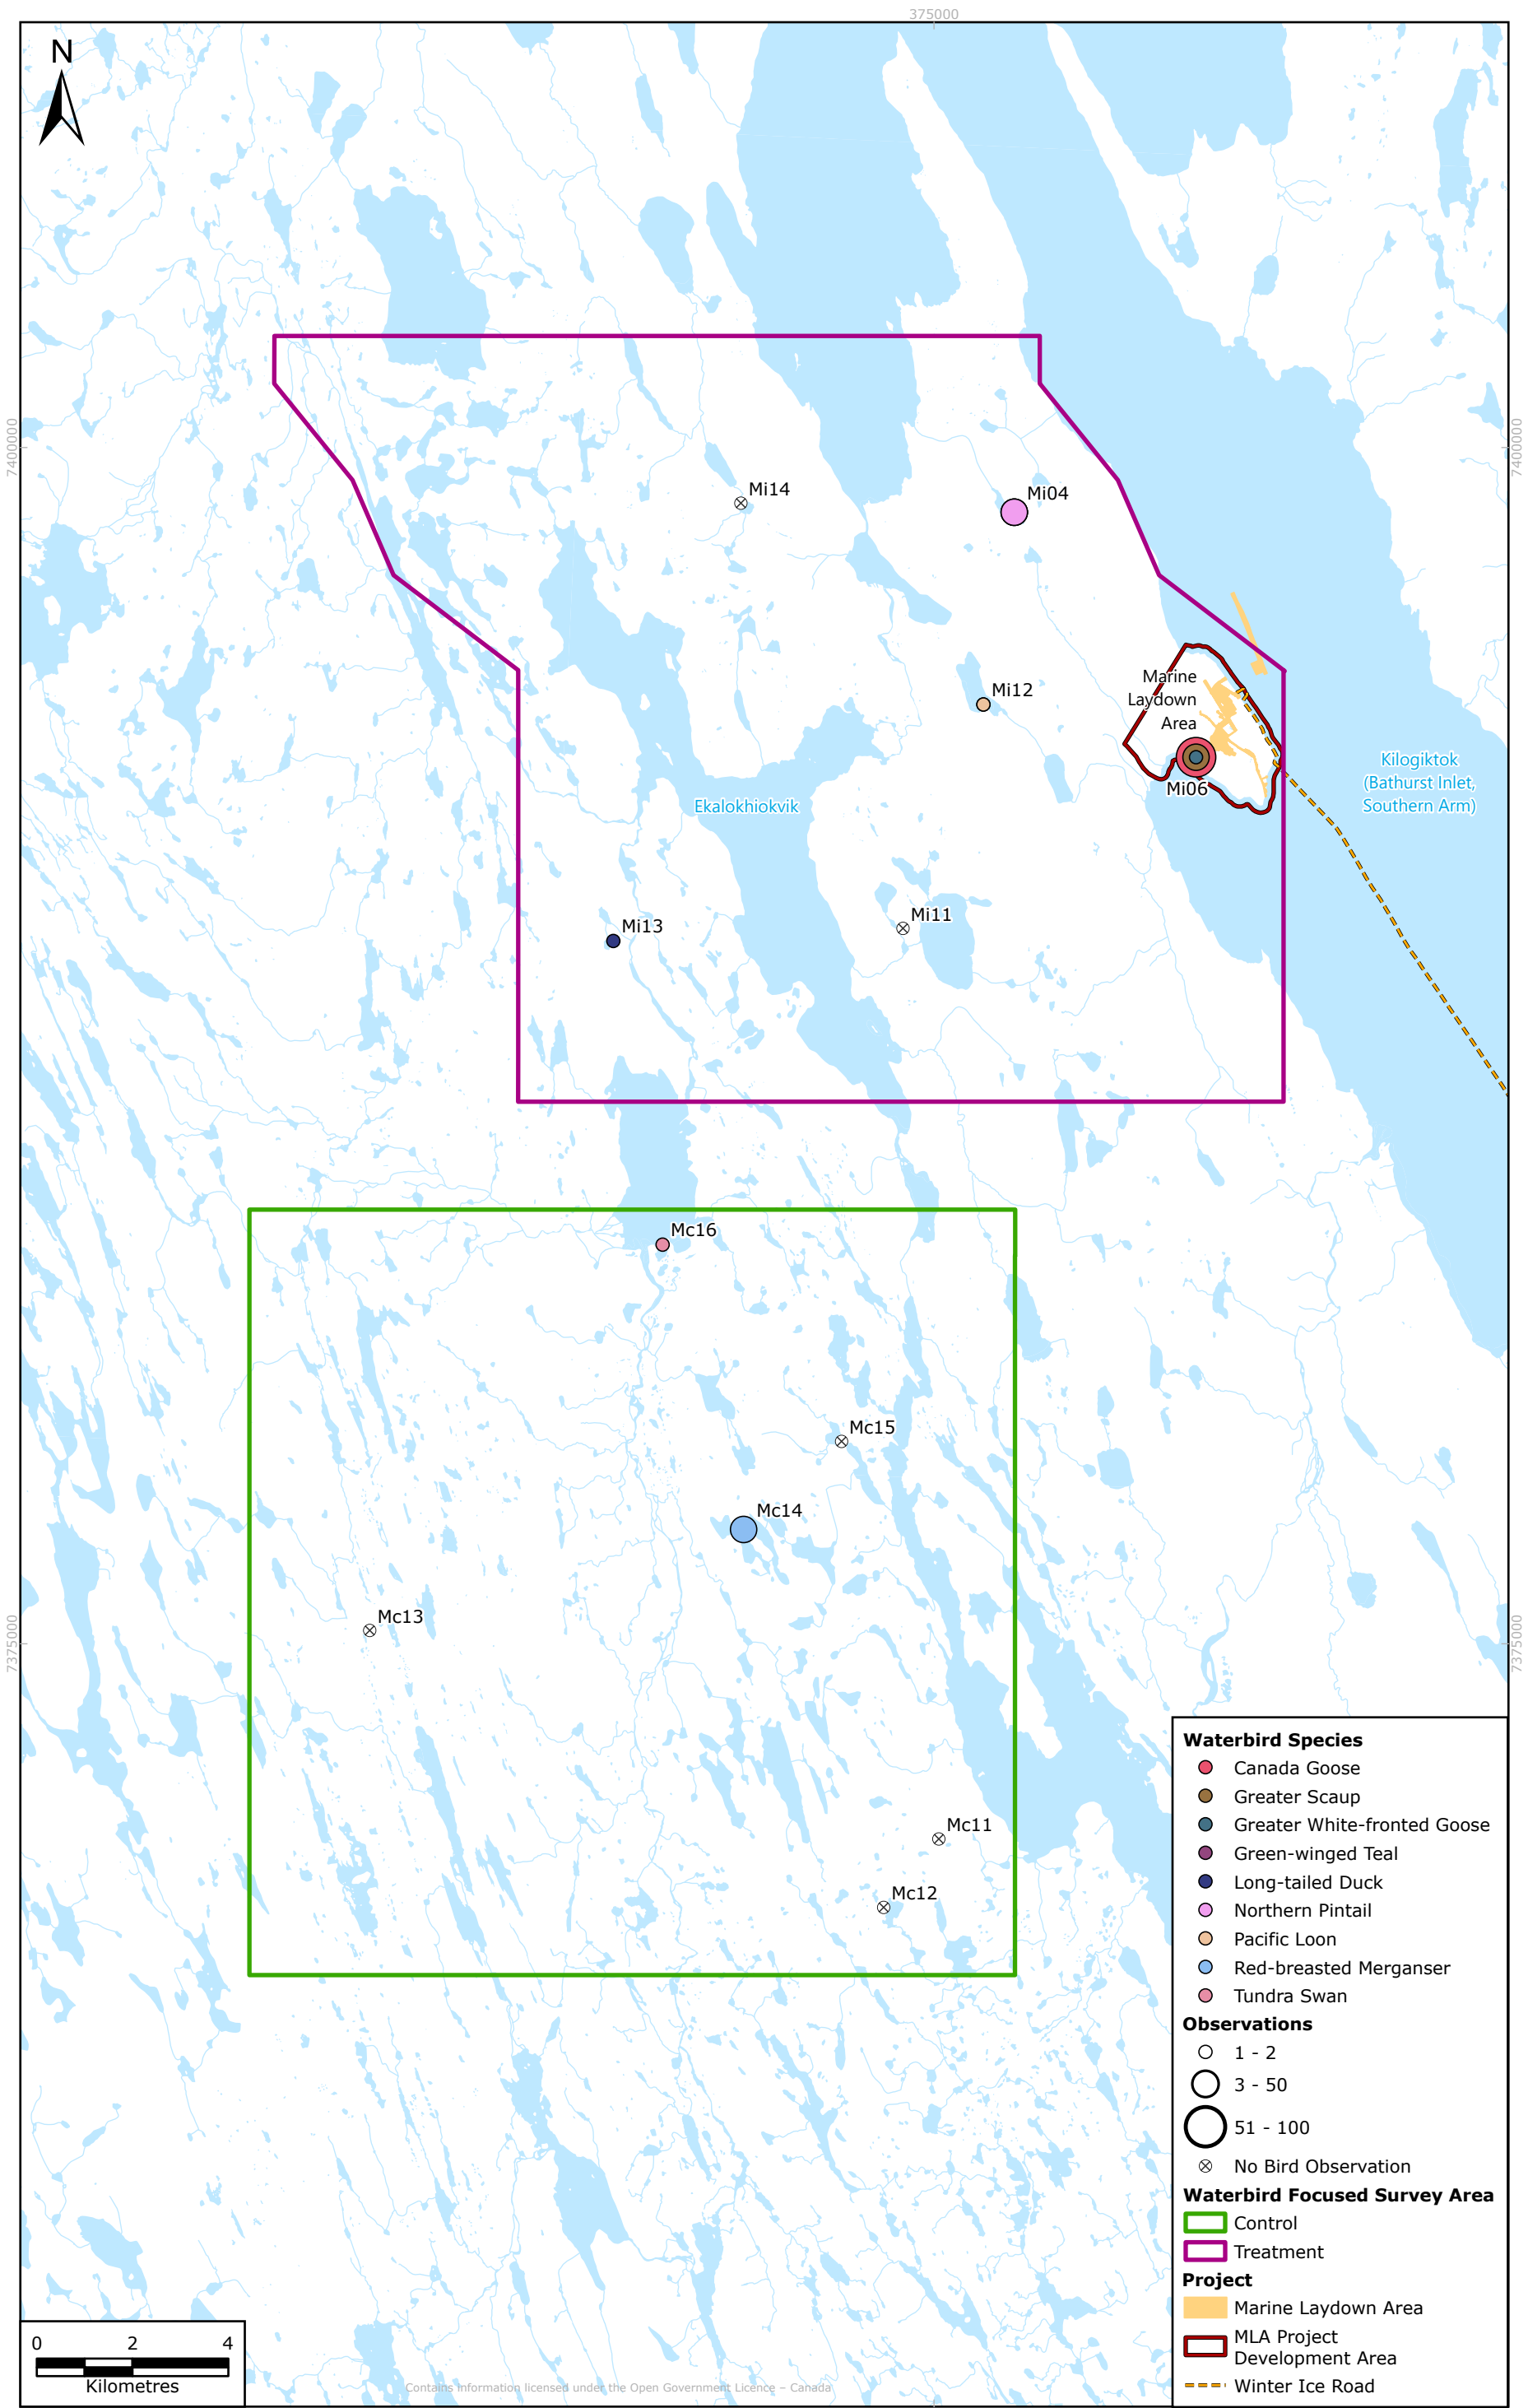 375000
N
7400000
7400000
Mi14
Mi04
Mi12
Marine
Laydown
Area
Mi06
Kilogiktok
(Bathurst Inlet,
Southern Arm)
Ekalokhiokvik
Mi11
Mi13
Mc16
Mc15
Mc14
Mc13
7375000
7375000
Mc11
Mc12
Waterbird Species
Canada Goose
Greater Scaup
Greater White-fronted Goose
Green-winged Teal
Long-tailed Duck
Northern Pintail
Pacific Loon
Red-breasted Merganser
Tundra Swan
Observations
1 - 2
3 - 50
51 - 100
No Bird Observation
Waterbird Focused Survey Area
Control
Treatment
Project
Marine Laydown Area
MLA Project
Development Area
Winter Ice Road
0 2 4
Kilometres
Contains information licensed under the Open Government Licence – Canada